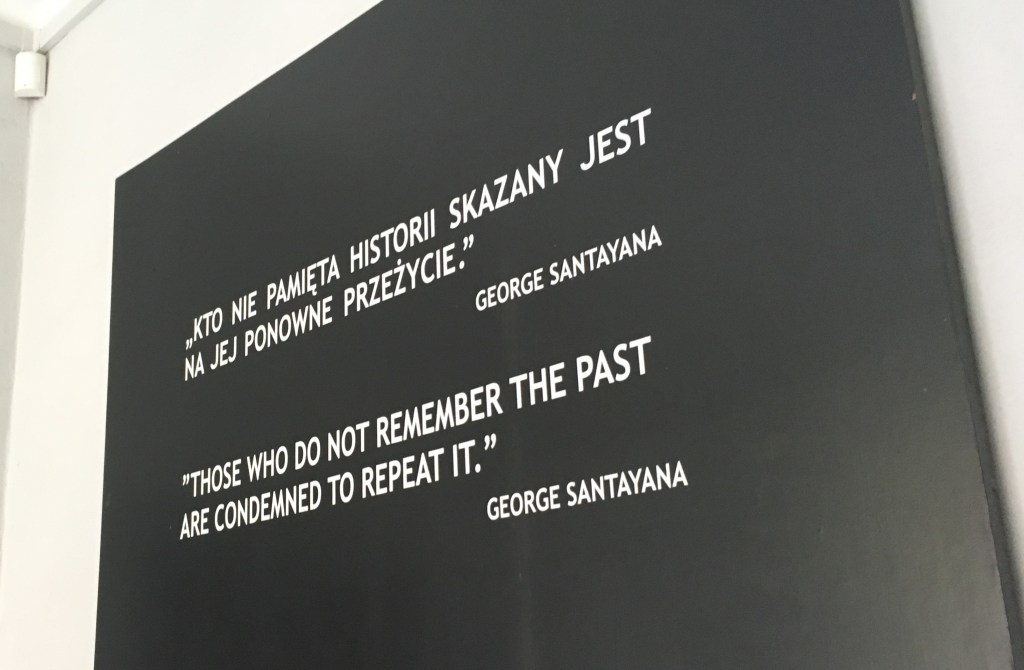 „KTO NIE PAMIĘTA HISTORII SKAZANY JEST
NA JEJ PONOWNE PRZEŻYCIE.”
GEORGE SANTAYANA
”THOSE WHO DO NOT REMEMBER THE PAST
ARE CONDEMNED TO REPEAT IT.”
GEORGE SANTAYANA